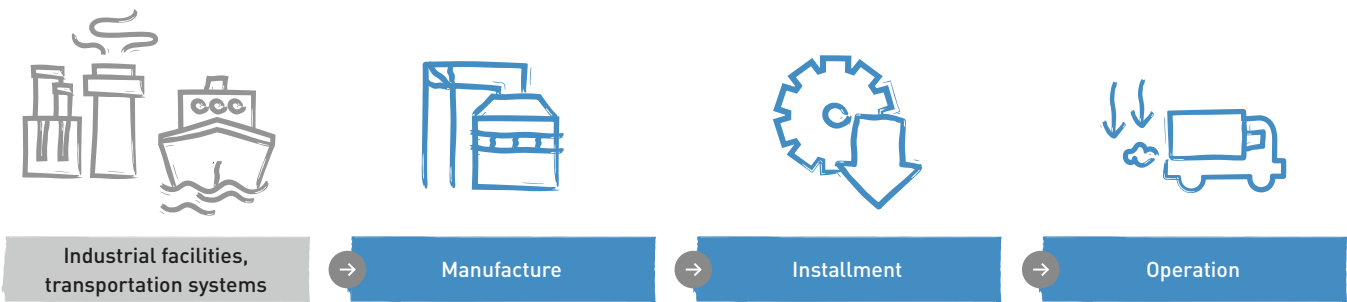 Industrial facilities,
transportation systems
Manufacture
Installment
Operation